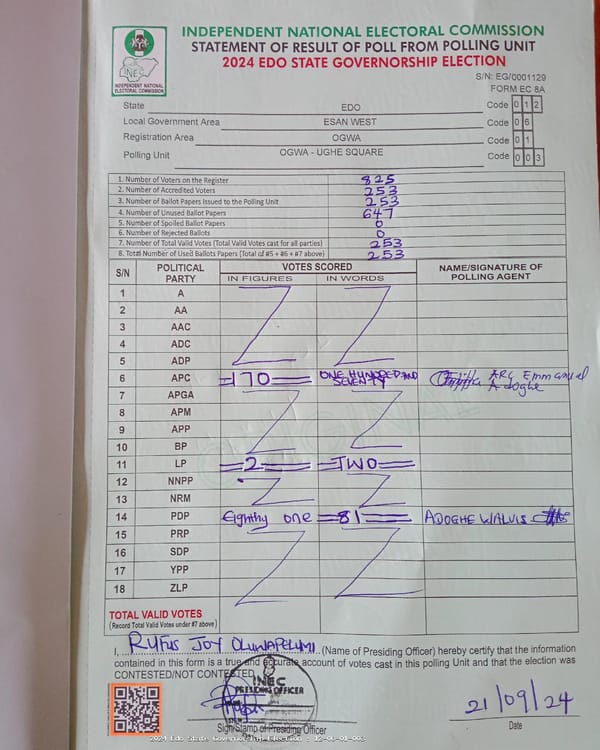 INDEPENDENT NATIONAL ELECTORAL COMMISSION
STATEMENT OF RESULT OF POLL FROM POLLING UNIT
2024 EDO STATE GOVERNORSHIP ELECTION
INEC
INDEPENDENT NATIONAL
ELECTORAL COMMISSION
S/N: EG/0001129
FORM EC 8A
State EDO Code 0 1 2
Local Government Area ESAN WEST Code 0 6
Registration Area OGWA Code 0 1
Polling Unit OGWA - UGHE SQUARE Code 0 0 3
1. Number of Voters on the Register 825
2. Number of Accredited Voters 253
3. Number of Ballot Papers Issued to the Polling Unit 253
4. Number of Unused Ballot Papers 647
5. Number of Spoiled Ballot Papers 0
6. Number of Rejected Ballots 0
7. Number of Total Valid Votes (Total Valid Votes cast for all parties) 253
8. Total Number of Used Ballots Papers (Total of #5 + #6 + #7 above) 253
S/N POLITICAL PARTY VOTES SCORED NAME/SIGNATURE OF POLLING AGENT
IN FIGURES IN WORDS
1 A
2 AA
3 AAC
4 ADC
5 ADP
6 APC 170 ONE HUNDRED AND SEVENTY ARC Emmanuel Adoghe
7 APGA
8 APM
9 APP
10 BP
11 LP 2 TWO
12 NNPP
13 NRM
14 PDP Eighthy one 81 ADOGHE WALVIS
15 PRP
16 SDP
17 YPP
18 ZLP
TOTAL VALID VOTES
(Record Total Valid Votes under #7 above)
I, RUFUS JOY OLUWAPELUMI (Name of Presiding Officer) hereby certify that the information
contained in this form is a true and accurate account of votes cast in this polling Unit and that the election was
CONTESTED/NOT CONTESTED
INEC
PRESIDING OFFICER
21/09/24
Sign/Stamp of Presiding Officer Date
2024 Edo State Governorship Election - 12-06-01-003